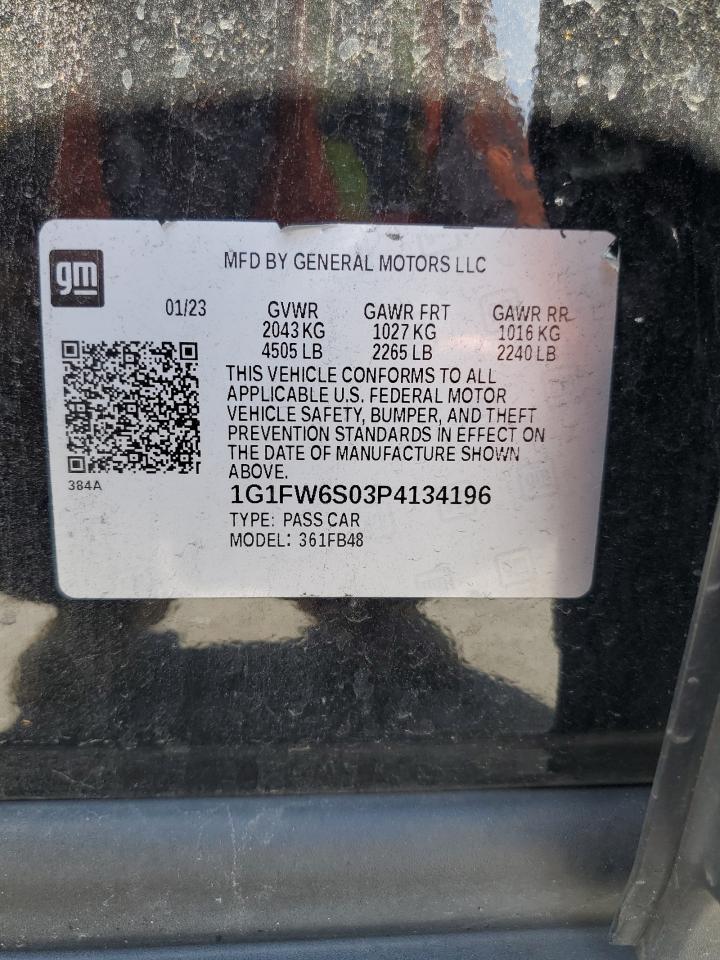 gm
MFD BY GENERAL MOTORS LLC
01/23 GVWR GAWR FRT GAWR RR
2043 KG 1027 KG 1016 KG
4505 LB 2265 LB 2240 LB
THIS VEHICLE CONFORMS TO ALL
APPLICABLE U.S. FEDERAL MOTOR
VEHICLE SAFETY, BUMPER, AND THEFT
PREVENTION STANDARDS IN EFFECT ON
THE DATE OF MANUFACTURE SHOWN
ABOVE.
384A
1G1FW6S03P4134196
TYPE: PASS CAR
MODEL: 361FB48